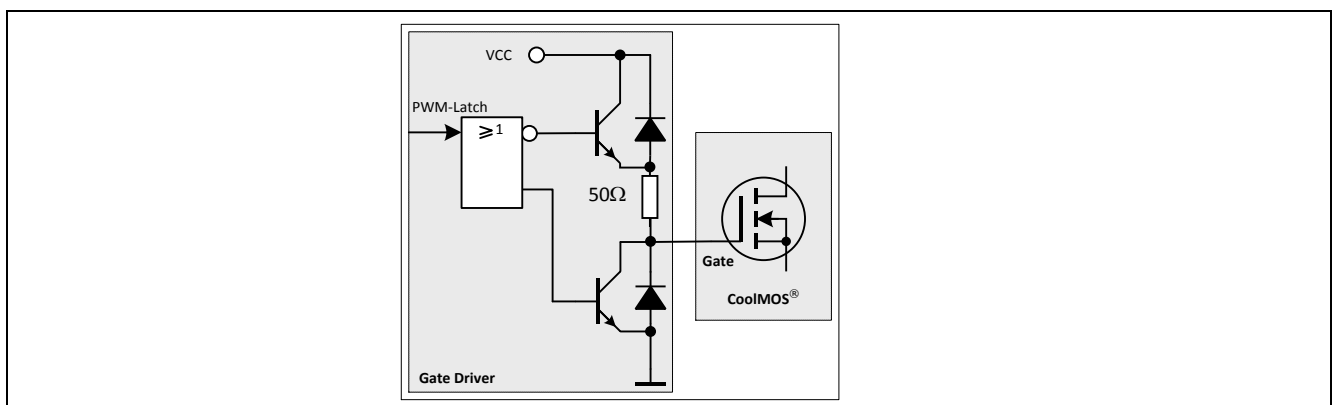 VCC
PWM-Latch
≥1
50Ω
Gate
CoolMOS®
Gate Driver